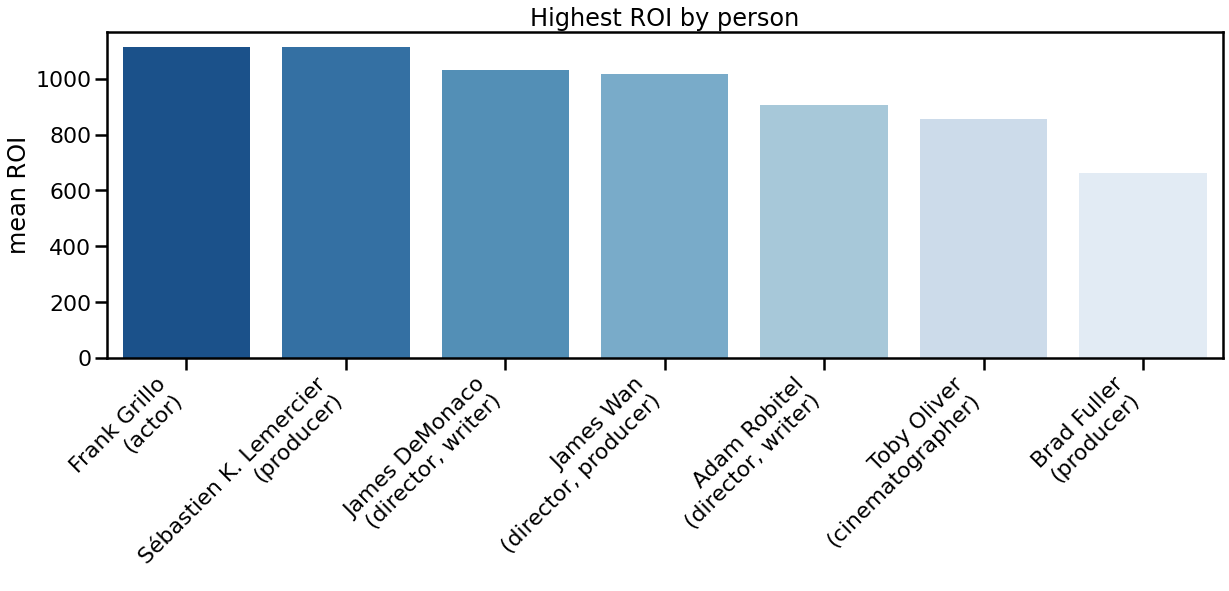 Highest ROI by person
mean ROI
1000
800
600
400
200
0
Frank Grillo
(actor)
Sébastien K. Lemercier
(producer)
James DeMonaco
(director, writer)
James Wan
(director, producer)
Adam Robitel
(director, writer)
Toby Oliver
(cinematographer)
Brad Fuller
(producer)